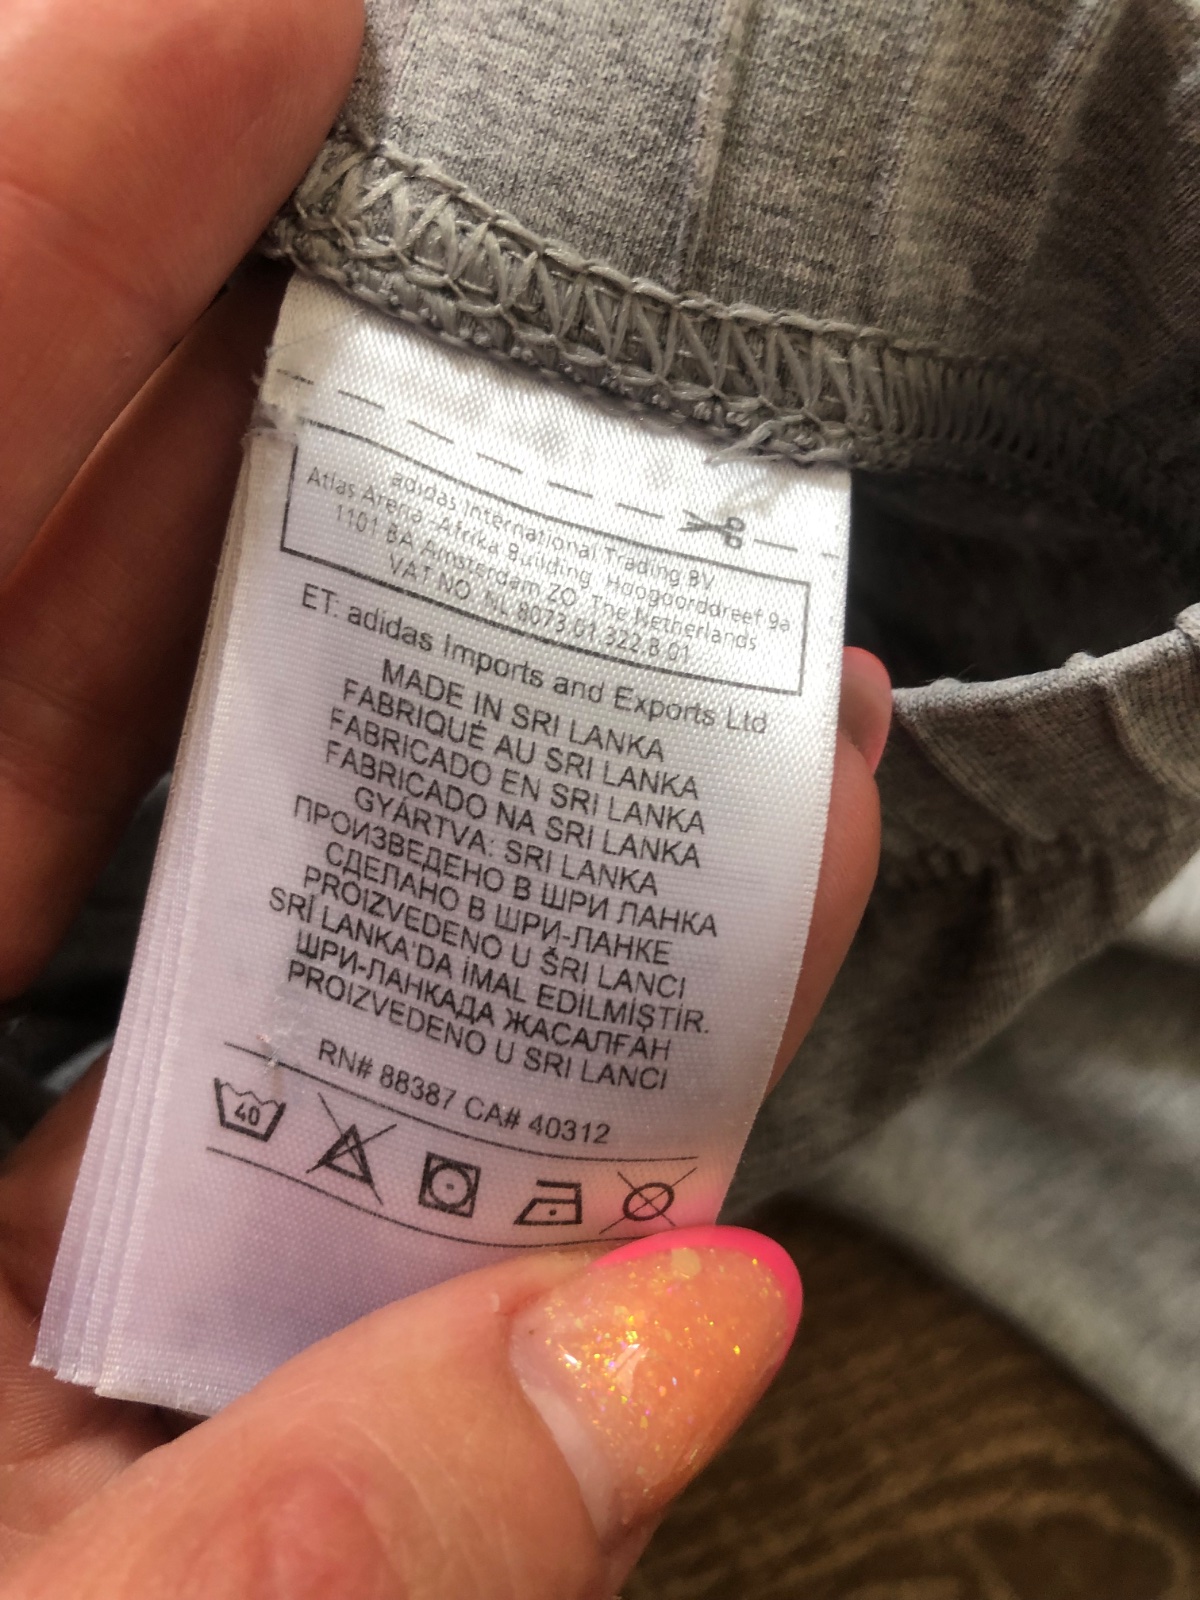 adidas International Trading BV
Atlas Arena -Afrika Building, Hoogoorddreef 9a
1101 BA Amsterdam ZO The Netherlands
VAT NO NL 8073.01.322.B.01
ET: adidas Imports and Exports Ltd
MADE IN SRI LANKA
FABRIQUÉ AU SRI LANKA
FABRICADO EN SRI LANKA
FABRICADO NA SRI LANKA
GYÁRTVA: SRI LANKA
ПРОИЗВЕДЕНО В ШРИ ЛАНКА
СДЕЛАНО В ШРИ-ЛАНКЕ
PROIZVEDENO U ŠRI LANCI
SRİ LANKA'DA İMAL EDİLMİŞTİR.
ШРИ-ЛАНКАДА ЖАСАЛҒАН
PROIZVEDENO U SRI LANCI
RN# 88387 CA# 40312
40